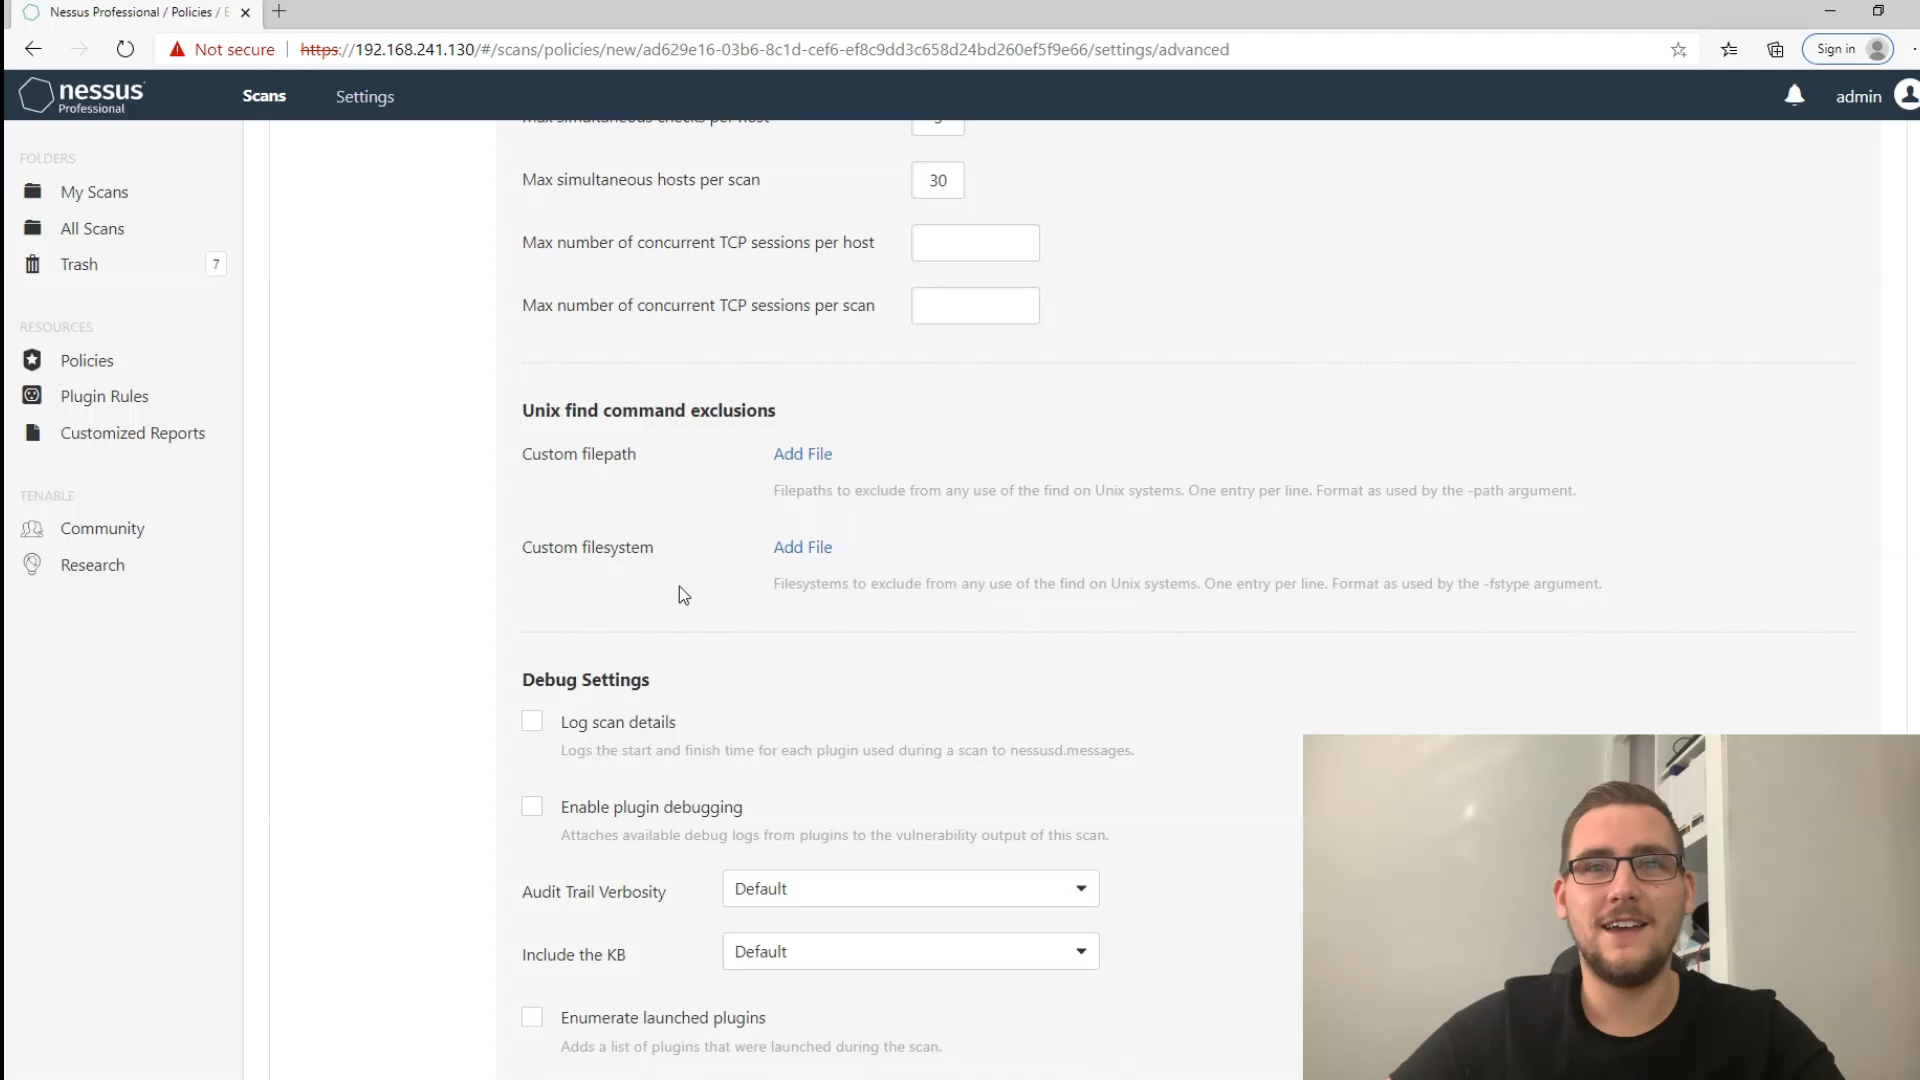 Nessus Professional / Policies / E
Not secure
https://192.168.241.130/#/scans/policies/new/ad629e16-03b6-8c1d-cef6-ef8c9dd3c658d24bd260ef5f9e66/settings/advanced
Sign in
nessus
Professional
Scans
Settings
admin
FOLDERS
My Scans
All Scans
Trash
7
RESOURCES
Policies
Plugin Rules
Customized Reports
TENABLE
Community
Research
Max simultaneous checks per host
Max simultaneous hosts per scan
30
Max number of concurrent TCP sessions per host
Max number of concurrent TCP sessions per scan
Unix find command exclusions
Custom filepath
Add File
Filepaths to exclude from any use of the find on Unix systems. One entry per line. Format as used by the -path argument.
Custom filesystem
Add File
Filesystems to exclude from any use of the find on Unix systems. One entry per line. Format as used by the -fstype argument.
Debug Settings
Log scan details
Logs the start and finish time for each plugin used during a scan to nessusd.messages.
Enable plugin debugging
Attaches available debug logs from plugins to the vulnerability output of this scan.
Audit Trail Verbosity
Default
Include the KB
Default
Enumerate launched plugins
Adds a list of plugins that were launched during the scan.